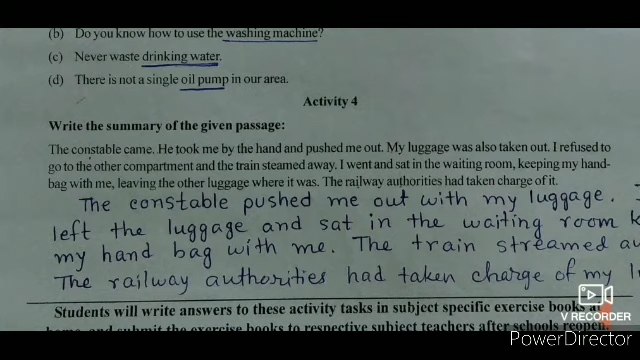 (b) Do you know how to use the washing machine?
(c) Never waste drinking water.
(d) There is not a single oil pump in our area.
Activity 4
Write the summary of the given passage:
The constable came. He took me by the hand and pushed me out. My luggage was also taken out. I refused to
go to the other compartment and the train steamed away. I went and sat in the waiting room, keeping my hand-
bag with me, leaving the other luggage where it was. The railway authorities had taken charge of it.
The constable pushed me out with my luggage.
left the luggage and sat in the waiting room k
my hand bag with me. The train streamed au
The railway authorities had taken charge of my l
Students will write answers to these activity tasks in subject specific exercise books at
home and submit the exercise books to respective subject teachers after schools reopen.
V RECORDER
PowerDirector